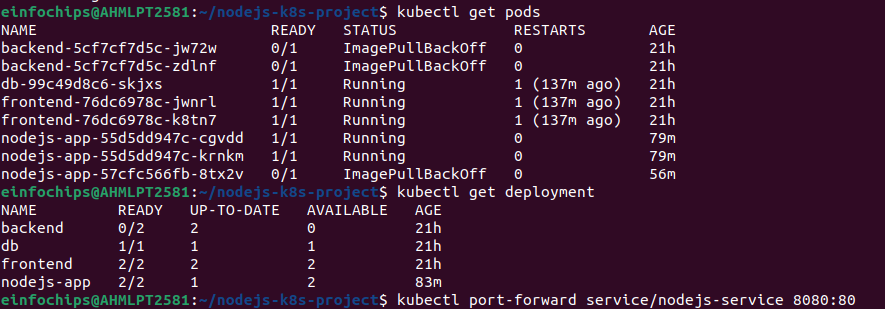 einfochips@AHMLPT2581:~/nodejs-k8s-project$ kubectl get pods
NAME READY STATUS RESTARTS AGE
backend-5cf7cf7d5c-jw72w 0/1 ImagePullBackOff 0 21h
backend-5cf7cf7d5c-zdlnf 0/1 ImagePullBackOff 0 21h
db-99c49d8c6-skjxs 1/1 Running 1 (137m ago) 21h
frontend-76dc6978c-jwnrl 1/1 Running 1 (137m ago) 21h
frontend-76dc6978c-k8tn7 1/1 Running 1 (137m ago) 21h
nodejs-app-55d5dd947c-cgvdd 1/1 Running 0 79m
nodejs-app-55d5dd947c-krnkm 1/1 Running 0 79m
nodejs-app-57cfc566fb-8tx2v 0/1 ImagePullBackOff 0 56m
einfochips@AHMLPT2581:~/nodejs-k8s-project$ kubectl get deployment
NAME READY UP-TO-DATE AVAILABLE AGE
backend 0/2 2 0 21h
db 1/1 1 1 21h
frontend 2/2 2 2 21h
nodejs-app 2/2 1 2 83m
einfochips@AHMLPT2581:~/nodejs-k8s-project$ kubectl port-forward service/nodejs-service 8080:80